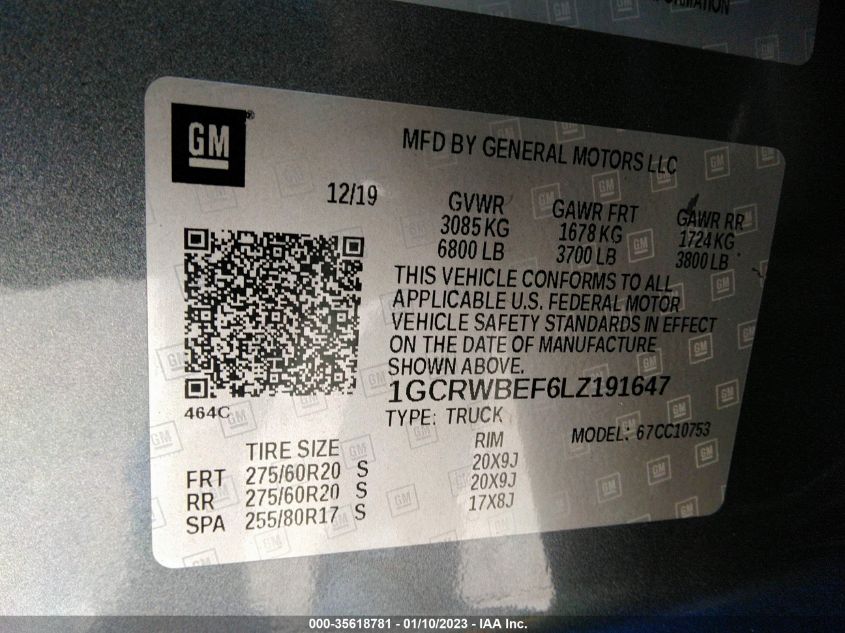 GM
INFORMATION
GM
MFD BY GENERAL MOTORS LLC
12/19
GVWR GAWR FRT GAWR RR
3085 KG 1678 KG 1724 KG
6800 LB 3700 LB 3800 LB
THIS VEHICLE CONFORMS TO ALL
APPLICABLE U.S. FEDERAL MOTOR
VEHICLE SAFETY STANDARDS IN EFFECT
ON THE DATE OF MANUFACTURE
SHOWN ABOVE.
1GCRWBEF6LZ191647
464C
TYPE: TRUCK
MODEL: 67CC10753
TIRE SIZE RIM
FRT 275/60R20 S 20X9J
RR 275/60R20 S 20X9J
SPA 255/80R17 S 17X8J
000-35618781 - 01/10/2023 - IAA Inc.